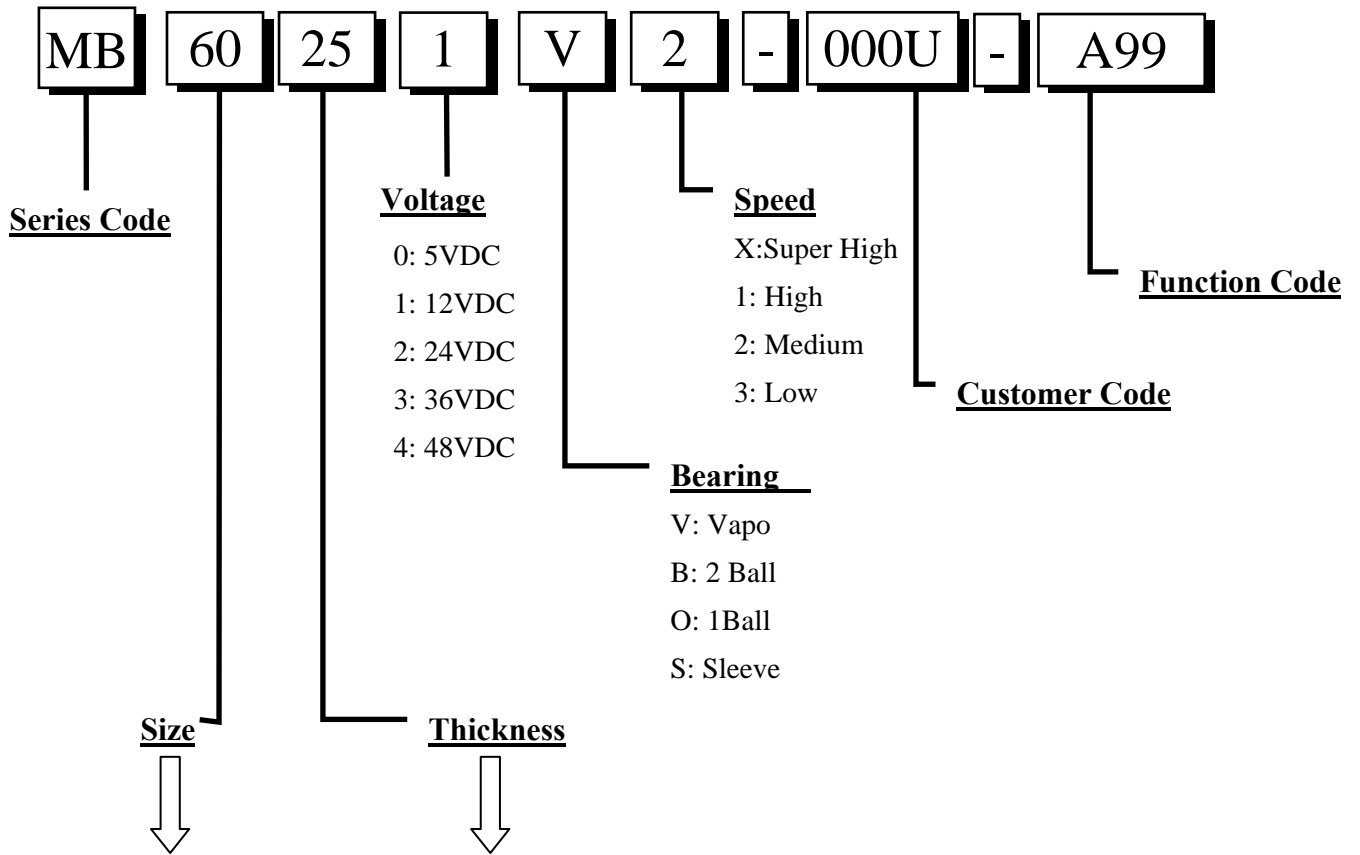 MB 60 25 1 V 2 - 000U - A99
Series Code
Voltage
0: 5VDC
1: 12VDC
2: 24VDC
3: 36VDC
4: 48VDC
Speed
X:Super High
1: High
2: Medium
3: Low
Function Code
Customer Code
Bearing
V: Vapo
B: 2 Ball
O: 1Ball
S: Sleeve
Size
Thickness